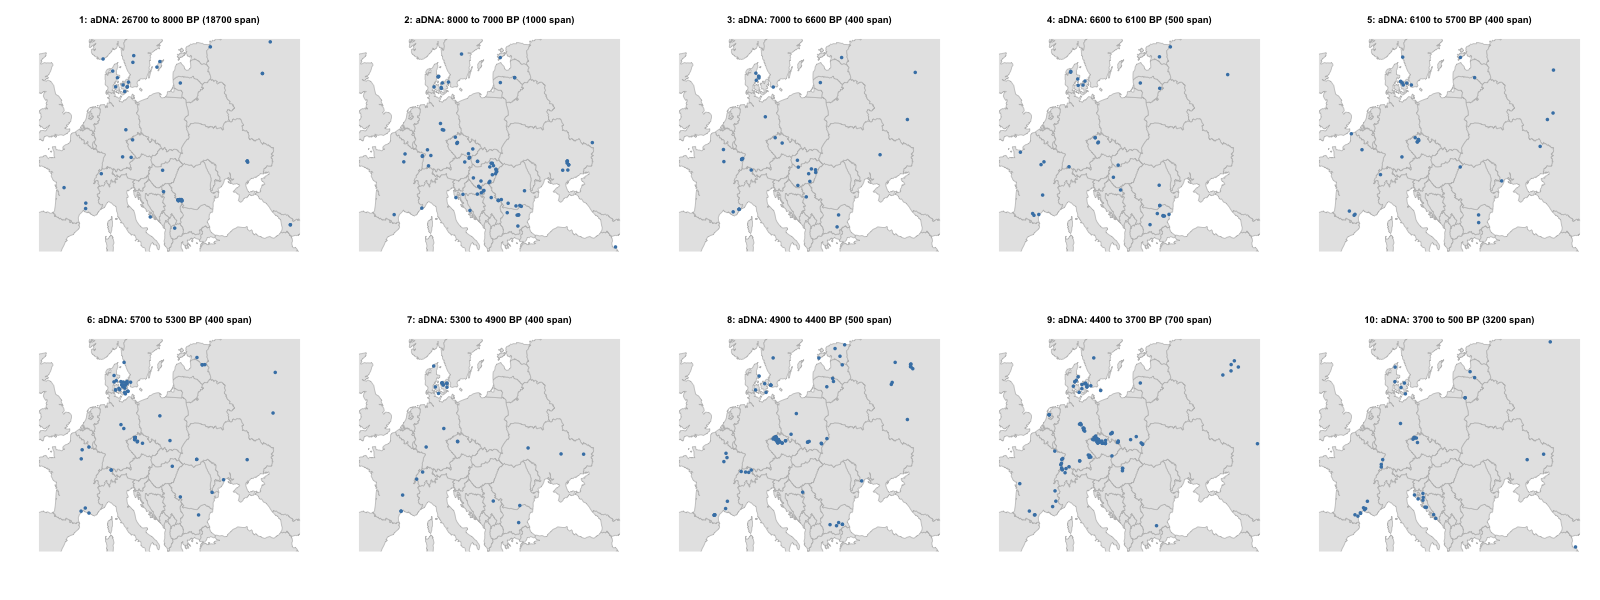 1: aDNA: 26700 to 8000 BP (18700 span)
2: aDNA: 8000 to 7000 BP (1000 span)
3: aDNA: 7000 to 6600 BP (400 span)
4: aDNA: 6600 to 6100 BP (500 span)
5: aDNA: 6100 to 5700 BP (400 span)
6: aDNA: 5700 to 5300 BP (400 span)
7: aDNA: 5300 to 4900 BP (400 span)
8: aDNA: 4900 to 4400 BP (500 span)
9: aDNA: 4400 to 3700 BP (700 span)
10: aDNA: 3700 to 500 BP (3200 span)